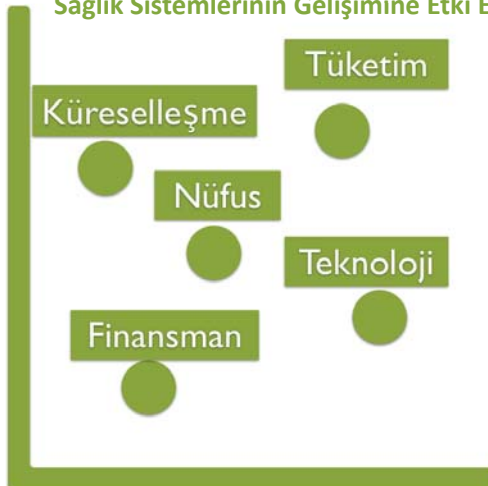 Sağlık Sistemlerinin Gelişimine Etki
Tüketim
Küreselleşme
Nüfus
Teknoloji
Finansman